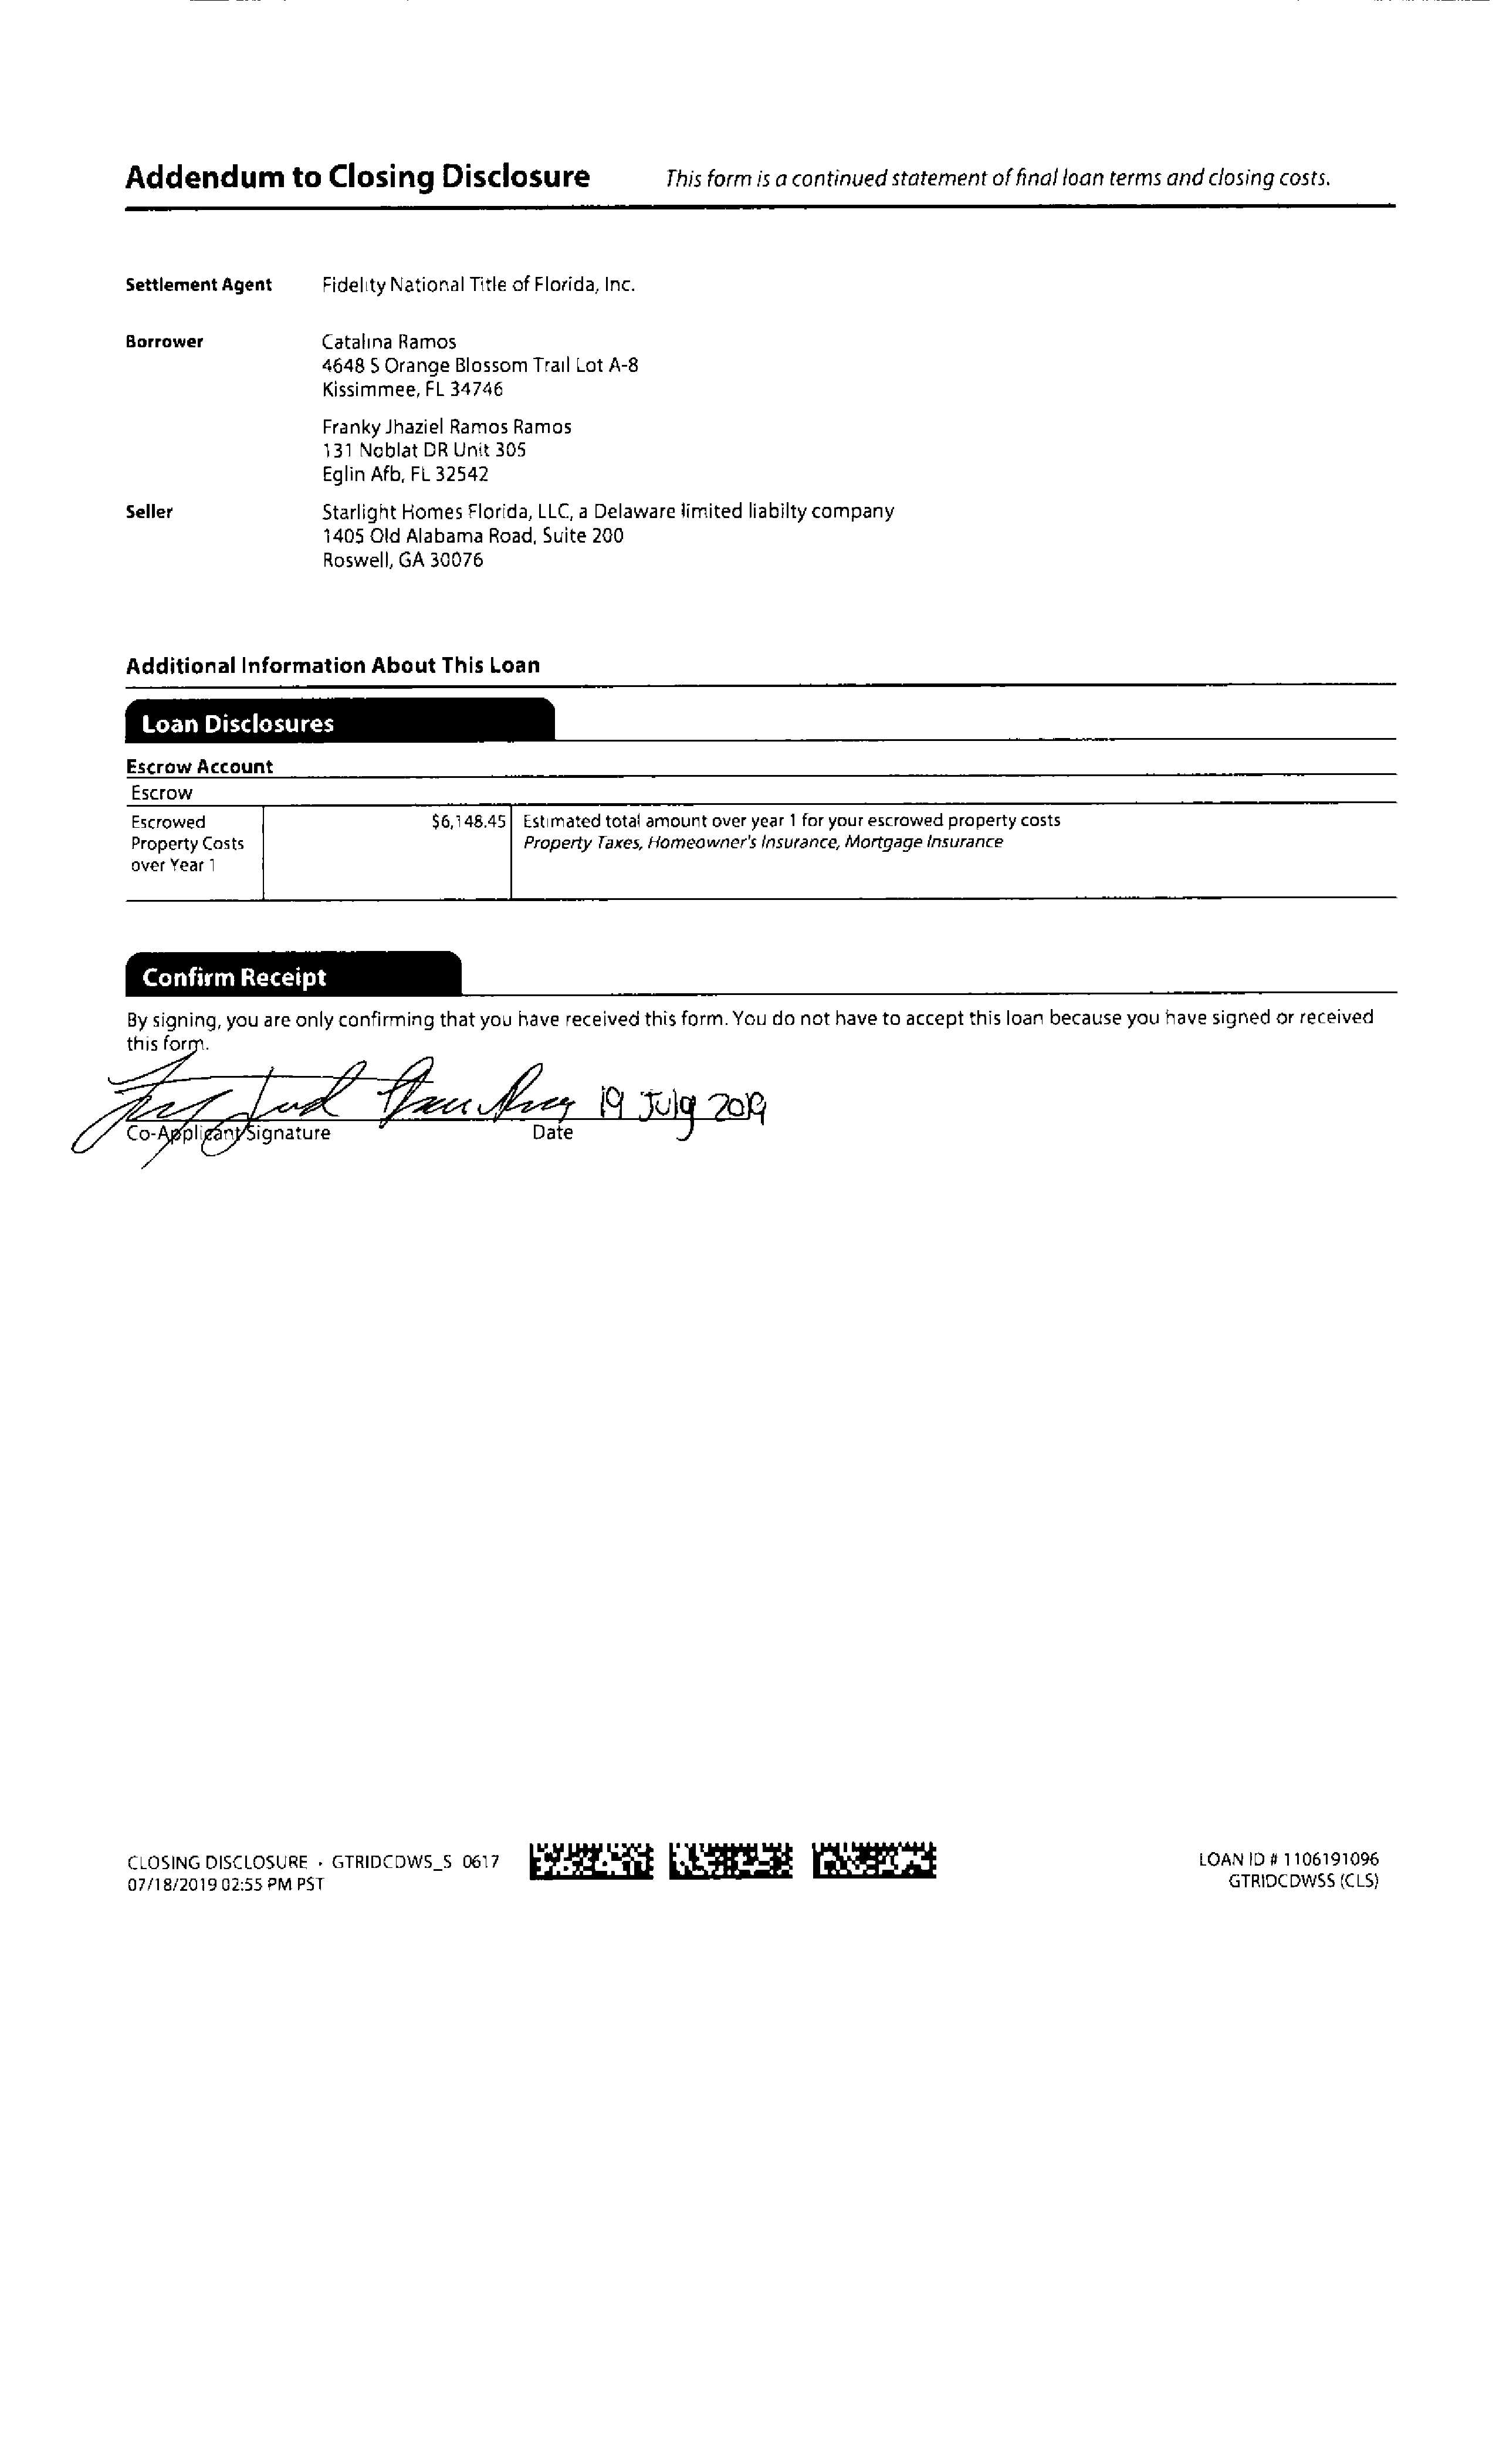 Addendum to Closing Disclosure This form is a continued statement of final loan terms and closing costs.
Settlement Agent Fidelity National Title of Florida, Inc.
Borrower Catalina Ramos
4648 S Orange Blossom Trail Lot A-8
Kissimmee, FL 34746
Franky Jhaziel Ramos Ramos
131 Noblat DR Unit 305
Eglin Afb, FL 32542
Seller Starlight Homes Florida, LLC, a Delaware limited liabilty company
1405 Old Alabama Road, Suite 200
Roswell, GA 30076
Additional Information About This Loan
Loan Disclosures
Escrow Account
Escrow
Escrowed $6,148.45 Estimated total amount over year 1 for your escrowed property costs
Property Costs Property Taxes, Homeowner's Insurance, Mortgage Insurance
over Year 1
Confirm Receipt
By signing, you are only confirming that you have received this form. You do not have to accept this loan because you have signed or received
this form.
19 July 2019
Co-Applicant Signature Date
CLOSING DISCLOSURE • GTRIDCDWS_S 0617 LOAN ID # 1106191096
07/18/2019 02:55 PM PST GTRIDCDWSS (CLS)